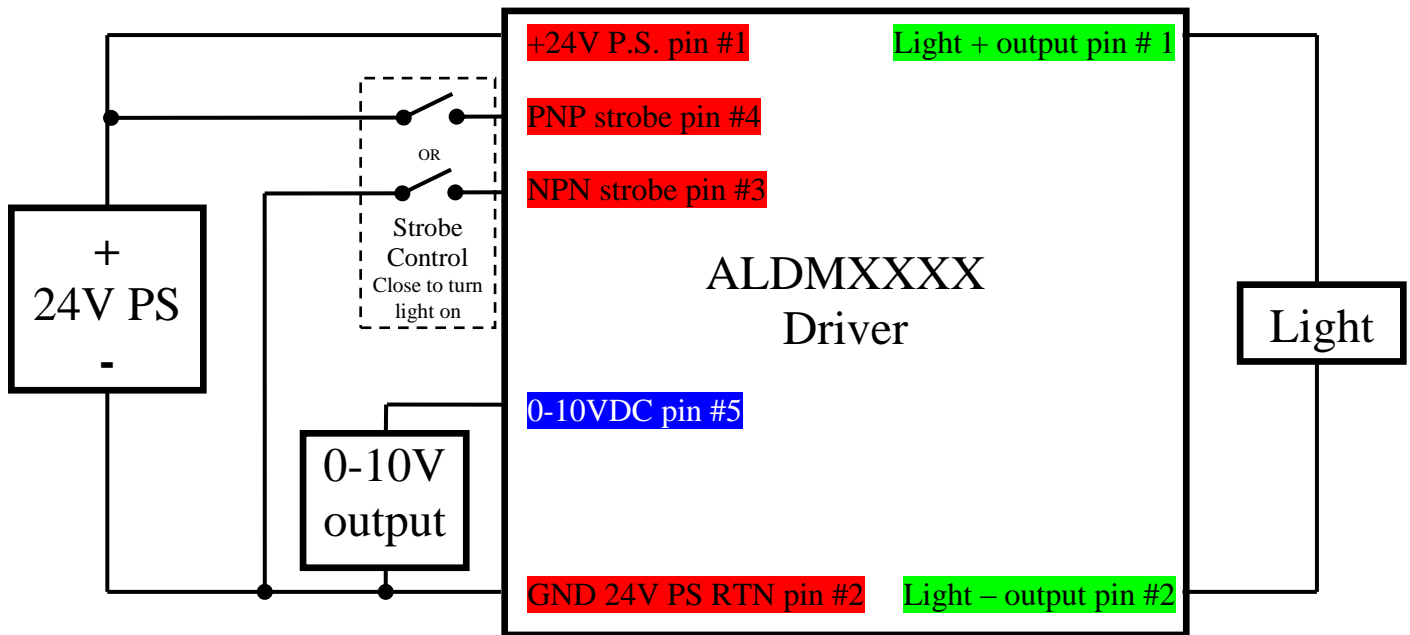 +24V P.S. pin #1
Light + output pin # 1
PNP strobe pin #4
OR
NPN strobe pin #3
Strobe
Control
Close to turn
light on
+
24V PS
-
ALDMXXXX
Driver
Light
0-10VDC pin #5
0-10V
output
GND 24V PS RTN pin #2
Light – output pin #2